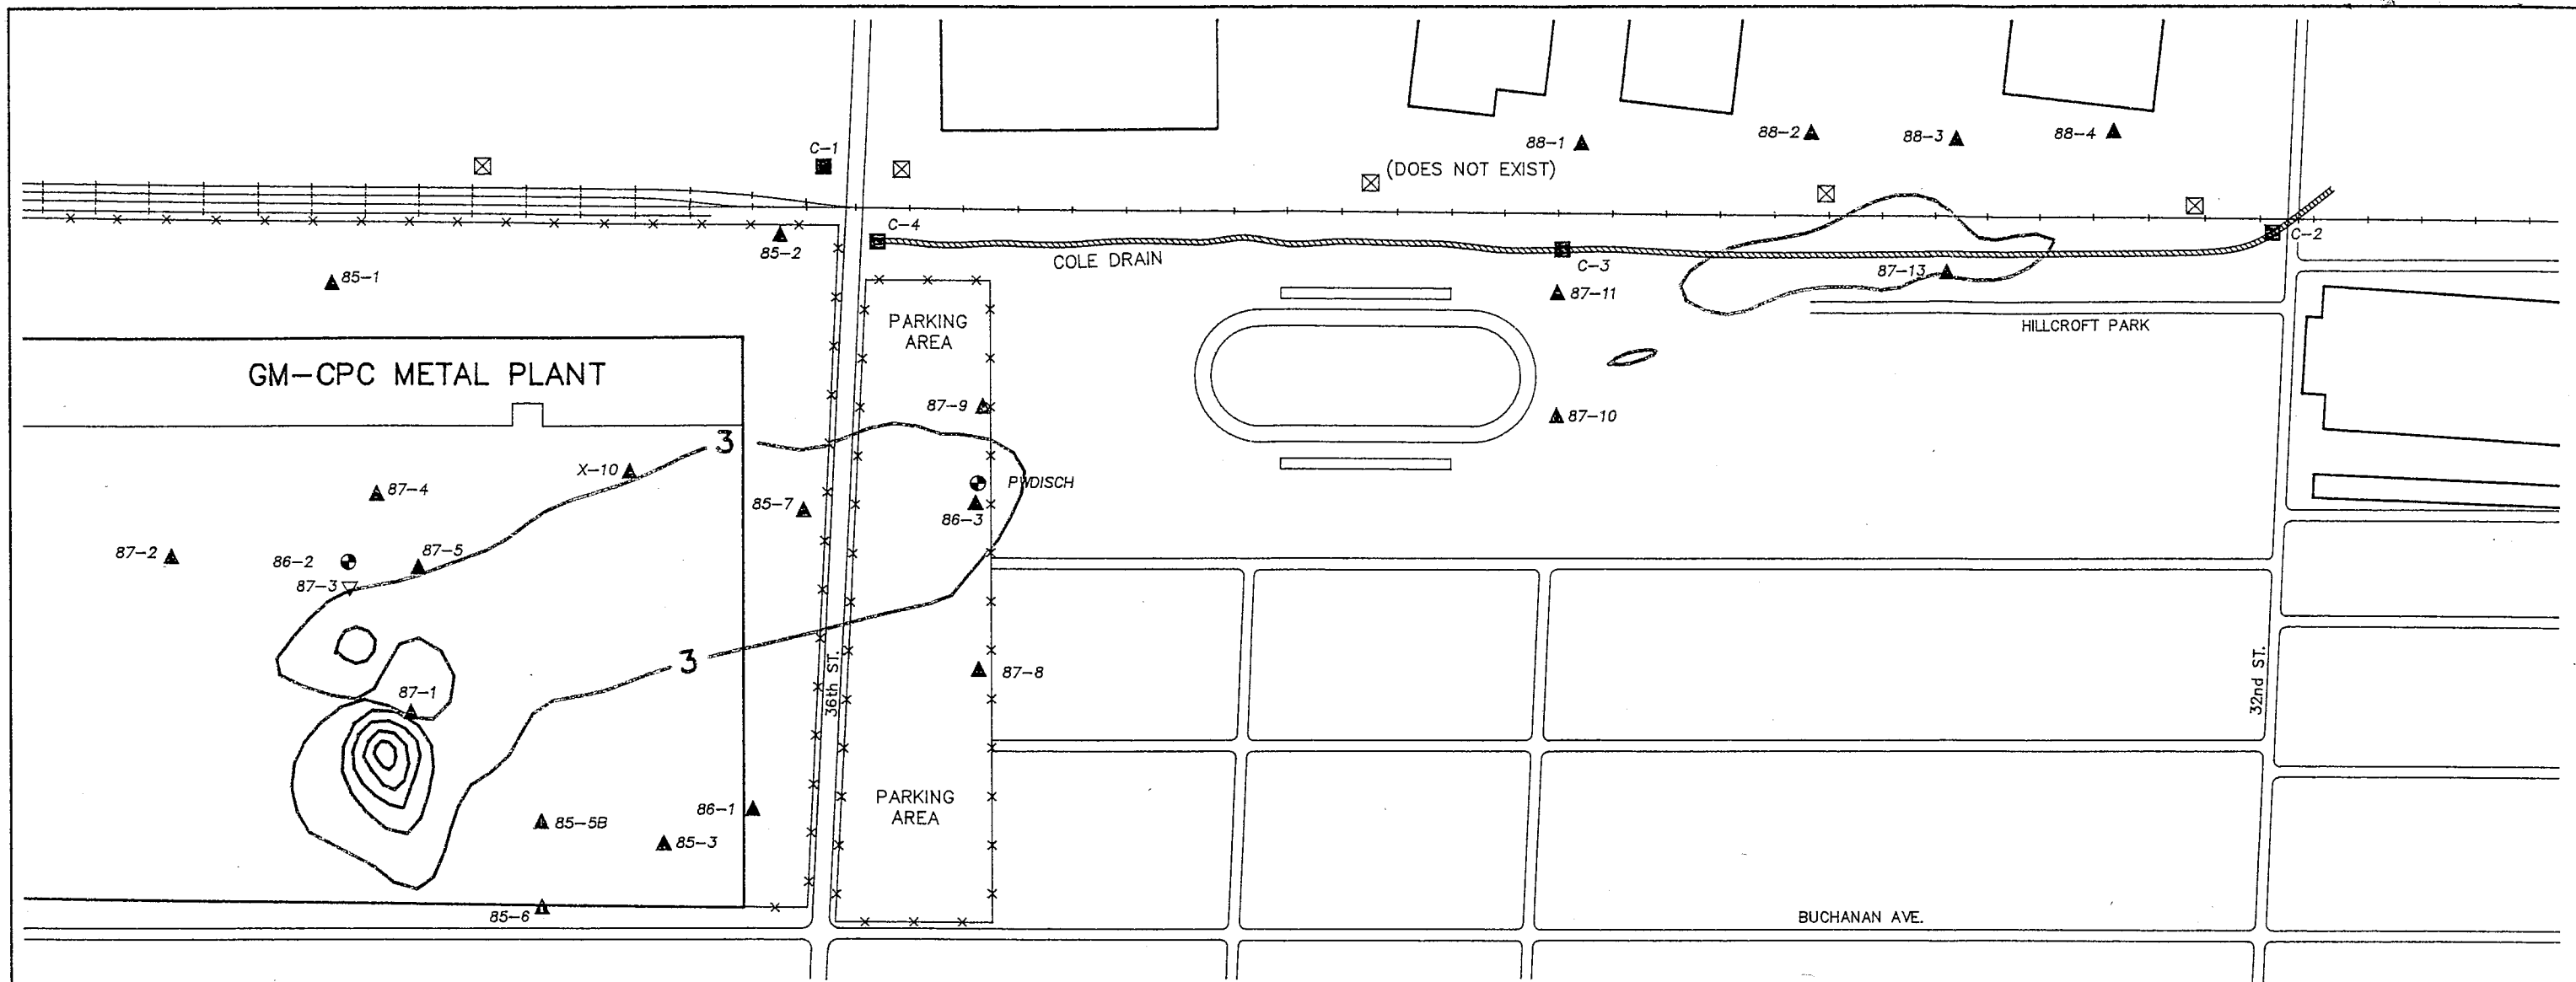 88-1
88-2
88-3
88-4
(DOES NOT EXIST)
C-1
C-4
85-2
COLE DRAIN
C-3
C-2
85-1
87-13
87-11
HILLCROFT PARK
PARKING
AREA
GM-CPC METAL PLANT
87-9
87-10
3
X-10
87-4
85-7
PWDISCH
86-3
87-2
86-2
87-5
87-3
3
87-8
36th ST.
32nd ST.
87-1
86-1
85-5B
85-3
PARKING
AREA
85-6
BUCHANAN AVE.